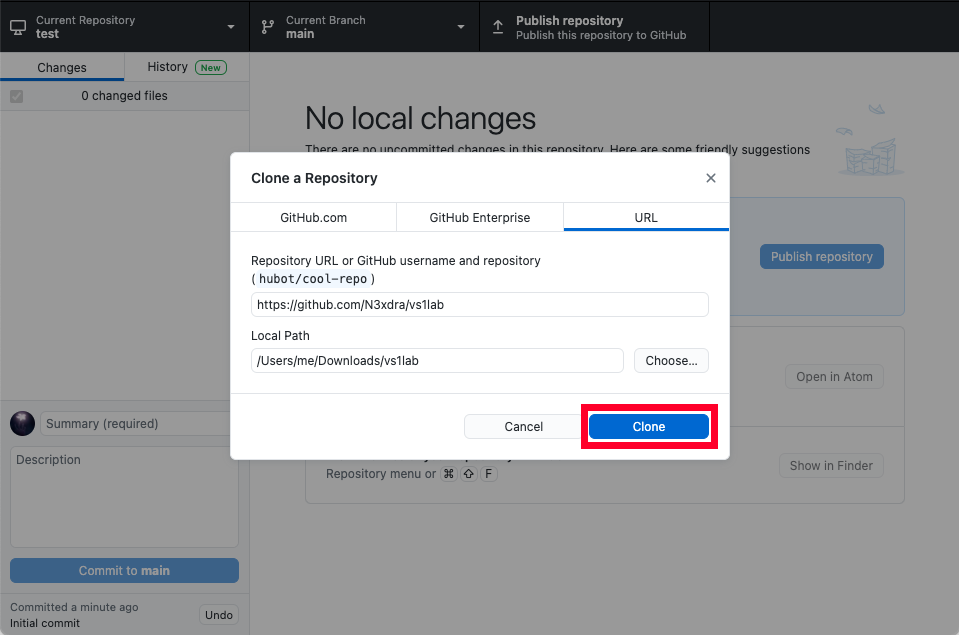 Current Repository
test
Current Branch
main
Publish repository
Publish this repository to GitHub
Changes
History New
0 changed files
No local changes
There are no uncommitted changes in this repository. Here are some friendly suggestions
Clone a Repository
GitHub.com
GitHub Enterprise
URL
Repository URL or GitHub username and repository
(hubot/cool-repo)
https://github.com/N3xdra/vs1lab
Local Path
/Users/me/Downloads/vs1lab
Choose...
Cancel
Clone
Publish repository
Open in Atom
Repository menu or ⌘ ⇧ F
Show in Finder
Summary (required)
Description
Commit to main
Committed a minute ago
Initial commit
Undo